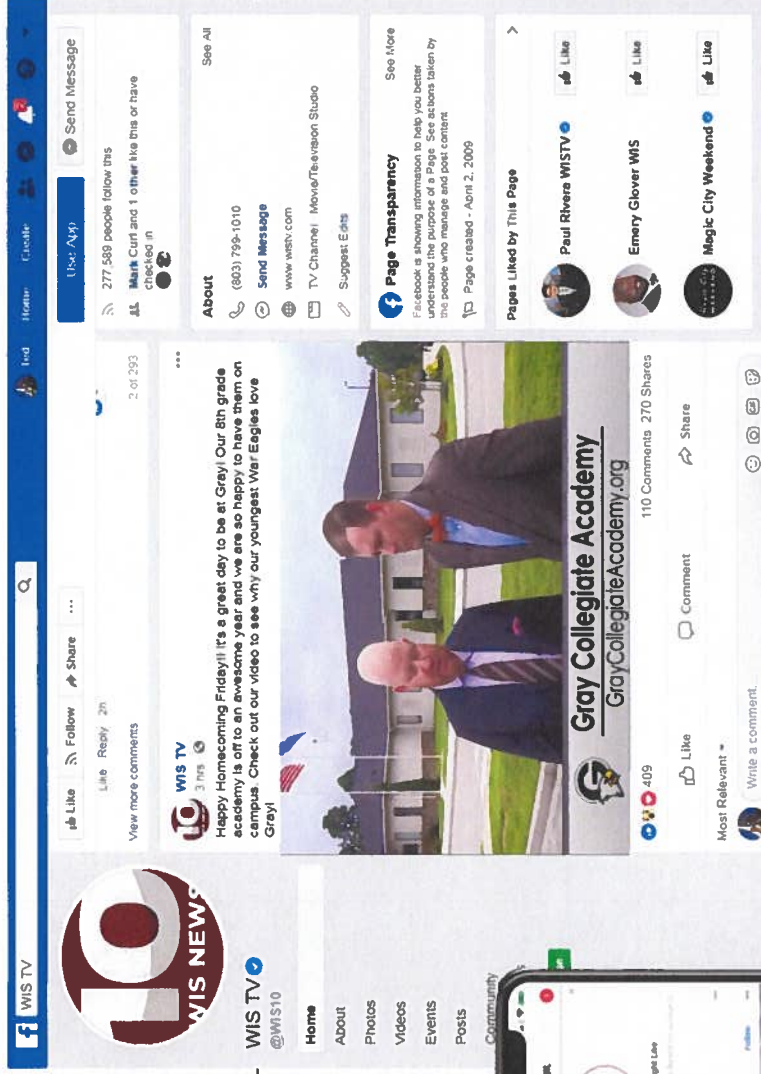 WIS TV
Ted
Home
Create
10
WIS NEWS
WIS TV
@WIS10
Home
About
Photos
Videos
Events
Posts
Community
Like
Follow
Share
...
Like Reply 2h
View more comments
2 of 293
WIS TV
3 hrs
...
Happy Homecoming Friday!! It's a great day to be at Gray! Our 8th grade
academy is off to an awesome year and we are so happy to have them on
campus. Check out our video to see why our youngest War Eagles love
Gray!
G
Gray Collegiate Academy
GrayCollegiateAcademy.org
409
110 Comments 270 Shares
Like
Comment
Share
Most Relevant
Write a comment.
Use App
Send Message
277,589 people follow this
Mark Curl and 1 other like this or have
checked in
About
See All
(803) 799-1010
Send Message
www.wistv.com
TV Channel Movie/Television Studio
Suggest Edits
Page Transparency
See More
Facebook is showing information to help you better
understand the purpose of a Page See actions taken by
the people who manage and post content
Page created - April 2, 2009
Pages Liked by This Page
Paul Rivera WISTV
Like
Emery Glover WIS
Like
Magic City Weekend
Like